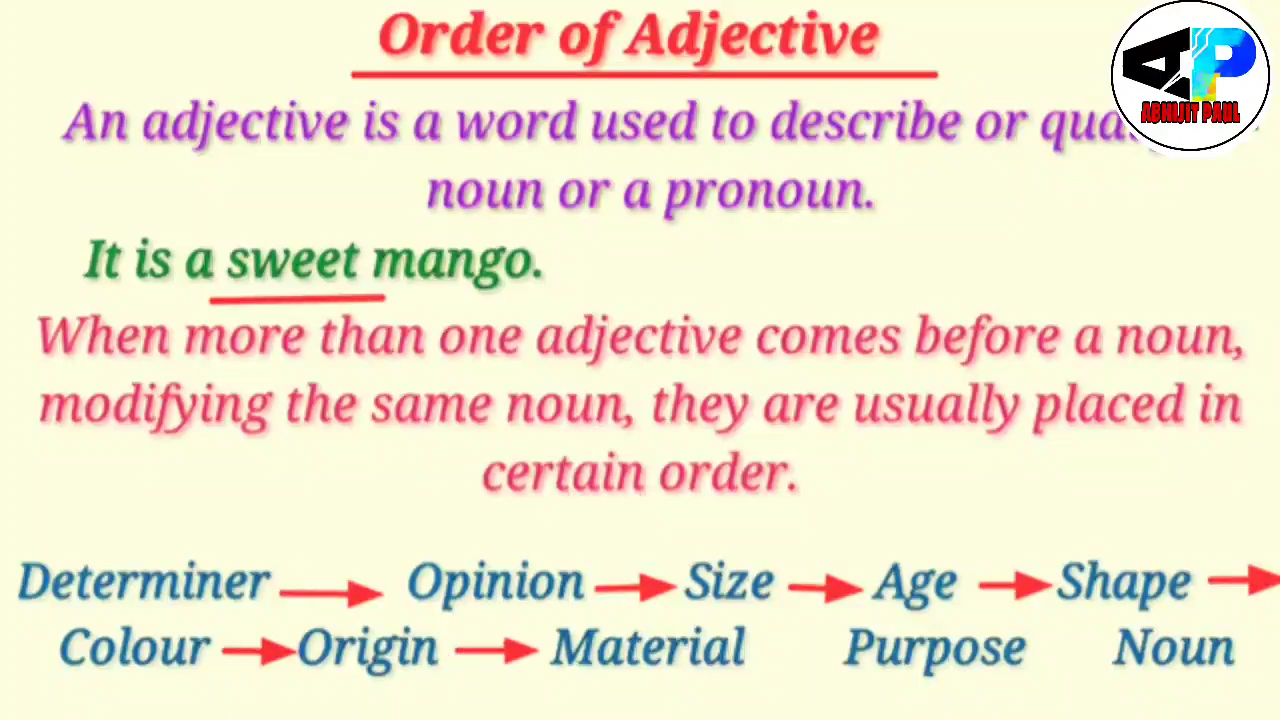 Order of Adjective
An adjective is a word used to describe or
noun or a pronoun.
It is a sweet mango.
When more than one adjective comes before a noun,
modifying the same noun, they are usually placed in
certain order.
Determiner Opinion Size Age Shape
Colour Origin Material Purpose Noun
AP
ABHIJIT PAUL